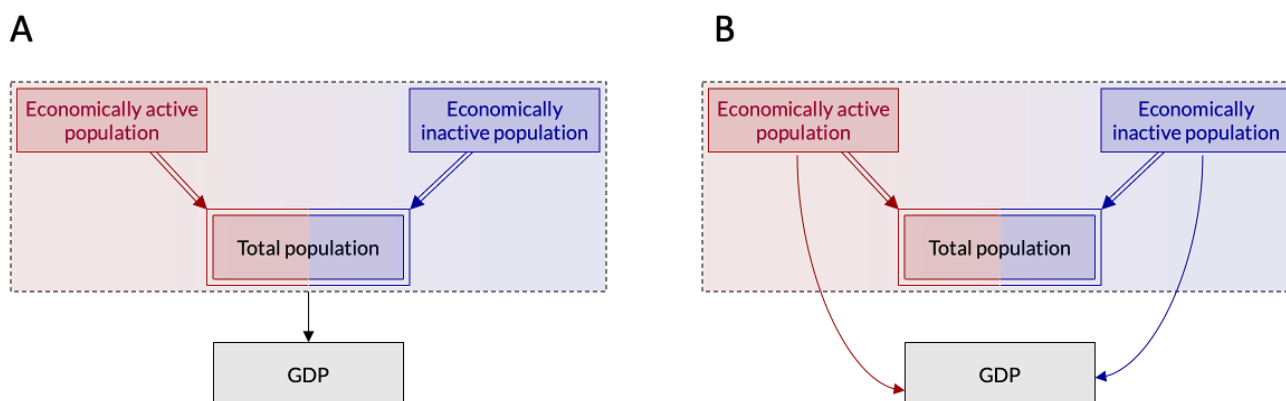 A
Economically active
population
Economically
inactive population
Total population
GDP
B
Economically active
population
Economically
inactive population
Total population
GDP